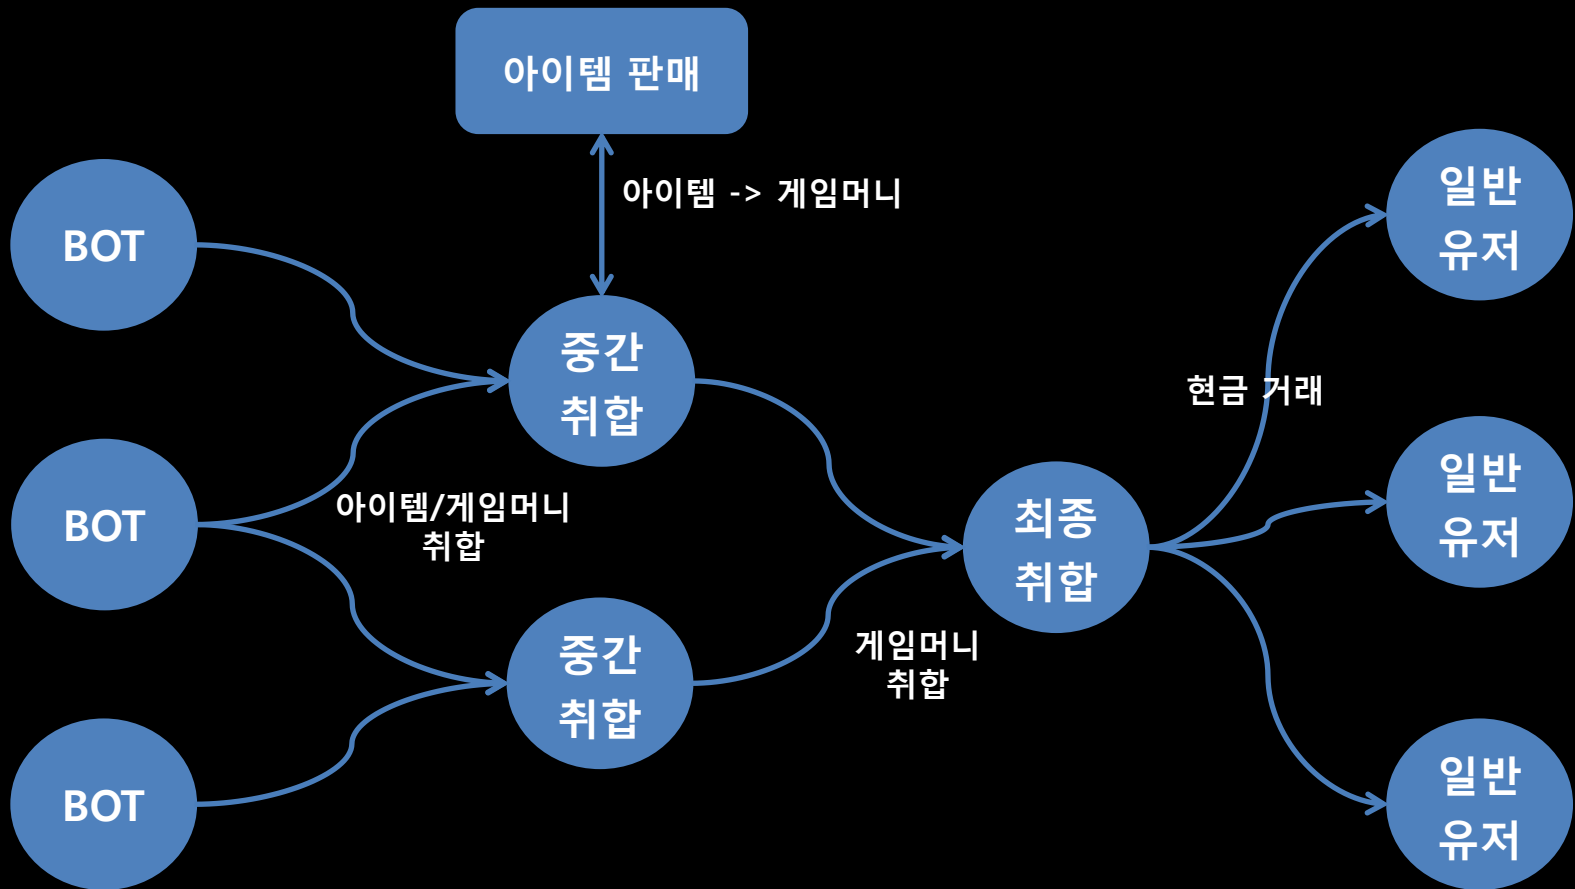 아이템 판매
아이템 -> 게임머니
BOT
중간
취합
일반
유저
현금 거래
BOT
아이템/게임머니
취합
최종
취합
일반
유저
중간
취합
게임머니
취합
BOT
일반
유저